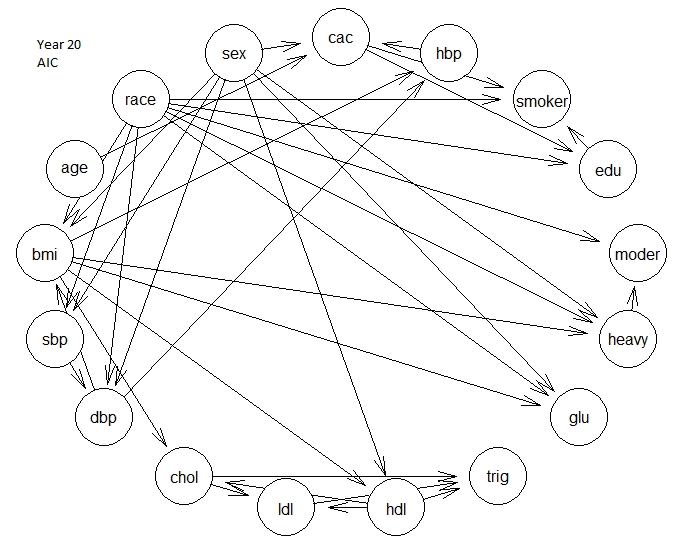 Year 20
AIC
cac
sex
hbp
race
smoker
age
edu
bmi
moder
sbp
heavy
dbp
glu
chol
trig
ldl
hdl